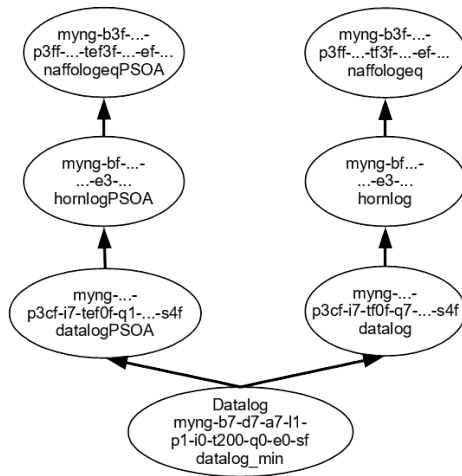 myng-b3f-...-
p3ff-...-tef3f-...-ef-...
naffologeqPSOA
myng-b3f-...-
p3ff-...-tf3f-...-ef-...
naffologeq
myng-bf-...-
...-e3-...
hornlogPSOA
myng-bf...-
...-e3-...
hornlog
myng-...-
p3cf-i7-tef0f-q1-...-s4f
datalogPSOA
myng-...-
p3cf-i7-tf0f-q7-...-s4f
datalog
Datalog
myng-b7-d7-a7-l1-
p1-i0-t200-q0-e0-sf
datalog_min